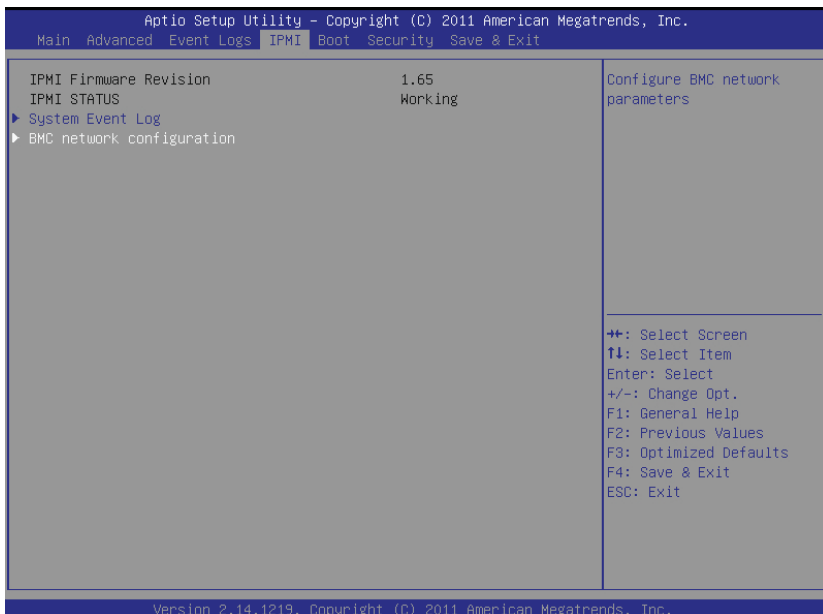 Aptio Setup Utility – Copyright (C) 2011 American Megatrends, Inc.
Main Advanced Event Logs IPMI Boot Security Save & Exit
IPMI Firmware Revision 1.65
IPMI STATUS Working
▶ System Event Log
▶ BMC network configuration
Configure BMC network
parameters
→←: Select Screen
↑↓: Select Item
Enter: Select
+/-: Change Opt.
F1: General Help
F2: Previous Values
F3: Optimized Defaults
F4: Save & Exit
ESC: Exit
Version 2.14.1219. Copyright (C) 2011 American Megatrends, Inc.